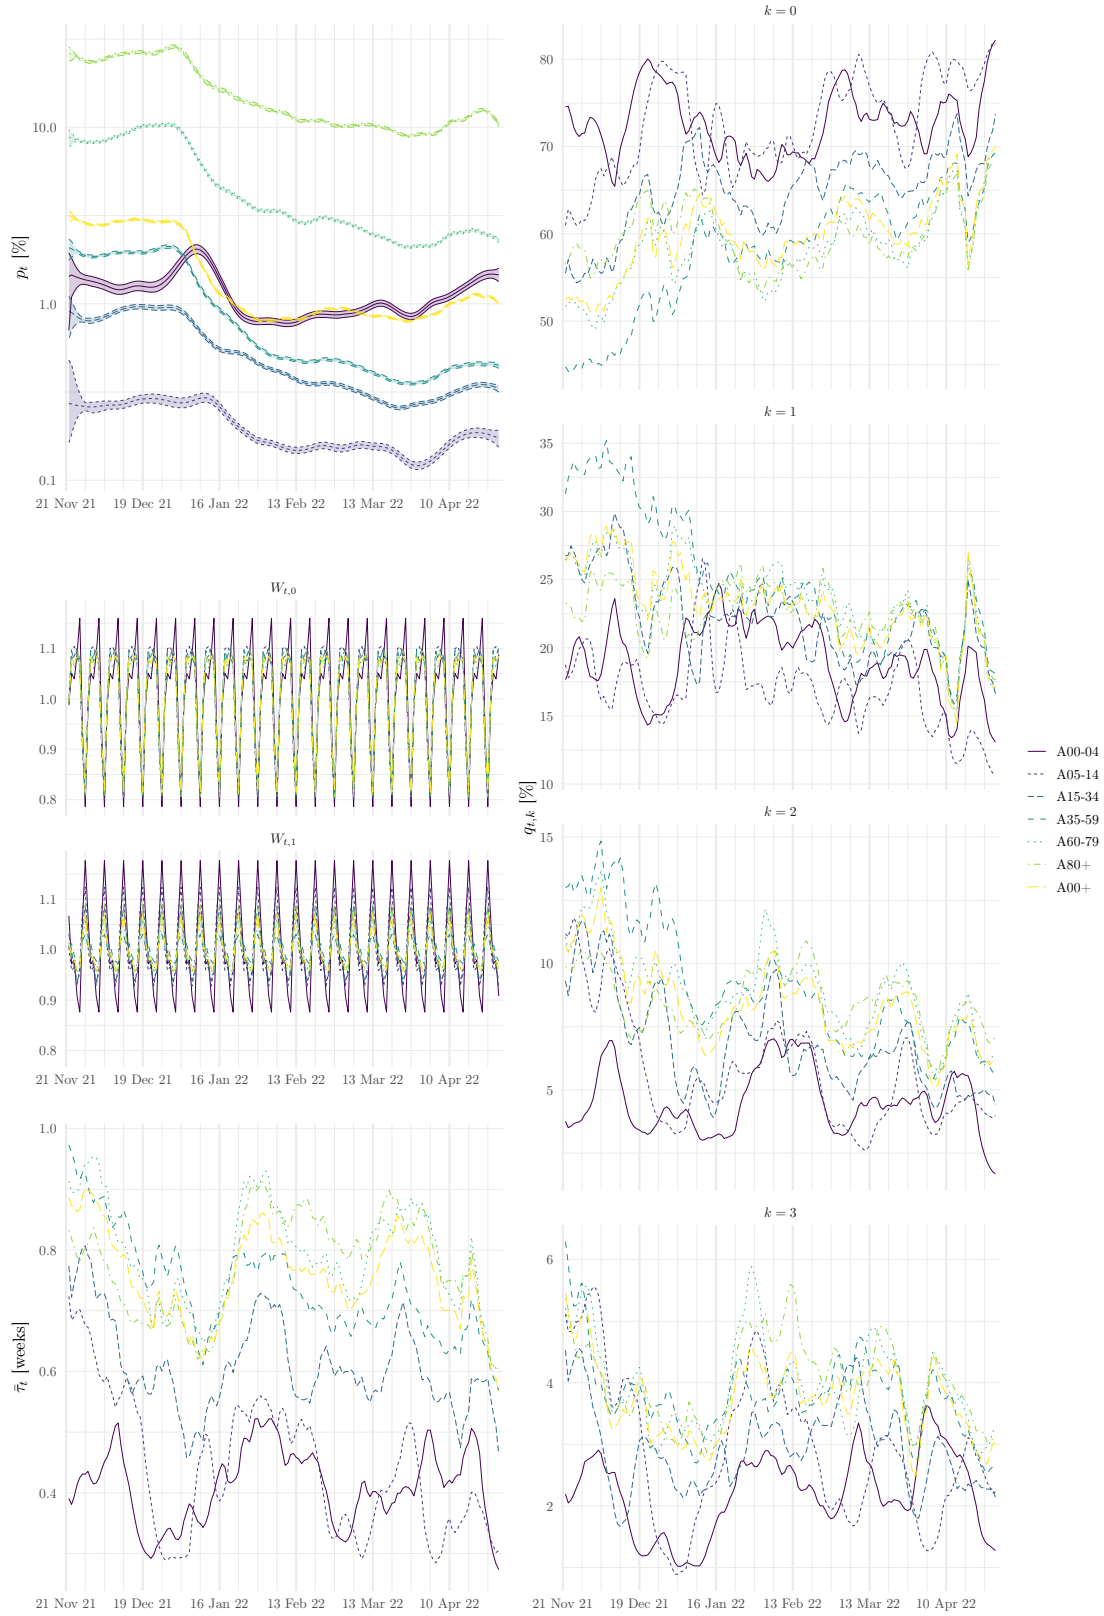 p_t [%]
10.0
1.0
0.1
21 Nov 21 19 Dec 21 16 Jan 22 13 Feb 22 13 Mar 22 10 Apr 22
W_{t,0}
1.1
1.0
0.9
0.8
W_{t,1}
1.1
1.0
0.9
0.8
21 Nov 21 19 Dec 21 16 Jan 22 13 Feb 22 13 Mar 22 10 Apr 22
τ̄_t [weeks]
1.0
0.8
0.6
0.4
21 Nov 21 19 Dec 21 16 Jan 22 13 Feb 22 13 Mar 22 10 Apr 22
q_{t,k} [%]
k = 0
80
70
60
50
k = 1
35
30
25
20
15
10
k = 2
15
10
5
k = 3
6
4
2
21 Nov 21 19 Dec 21 16 Jan 22 13 Feb 22 13 Mar 22 10 Apr 22
A00-04
A05-14
A15-34
A35-59
A60-79
A80+
A00+